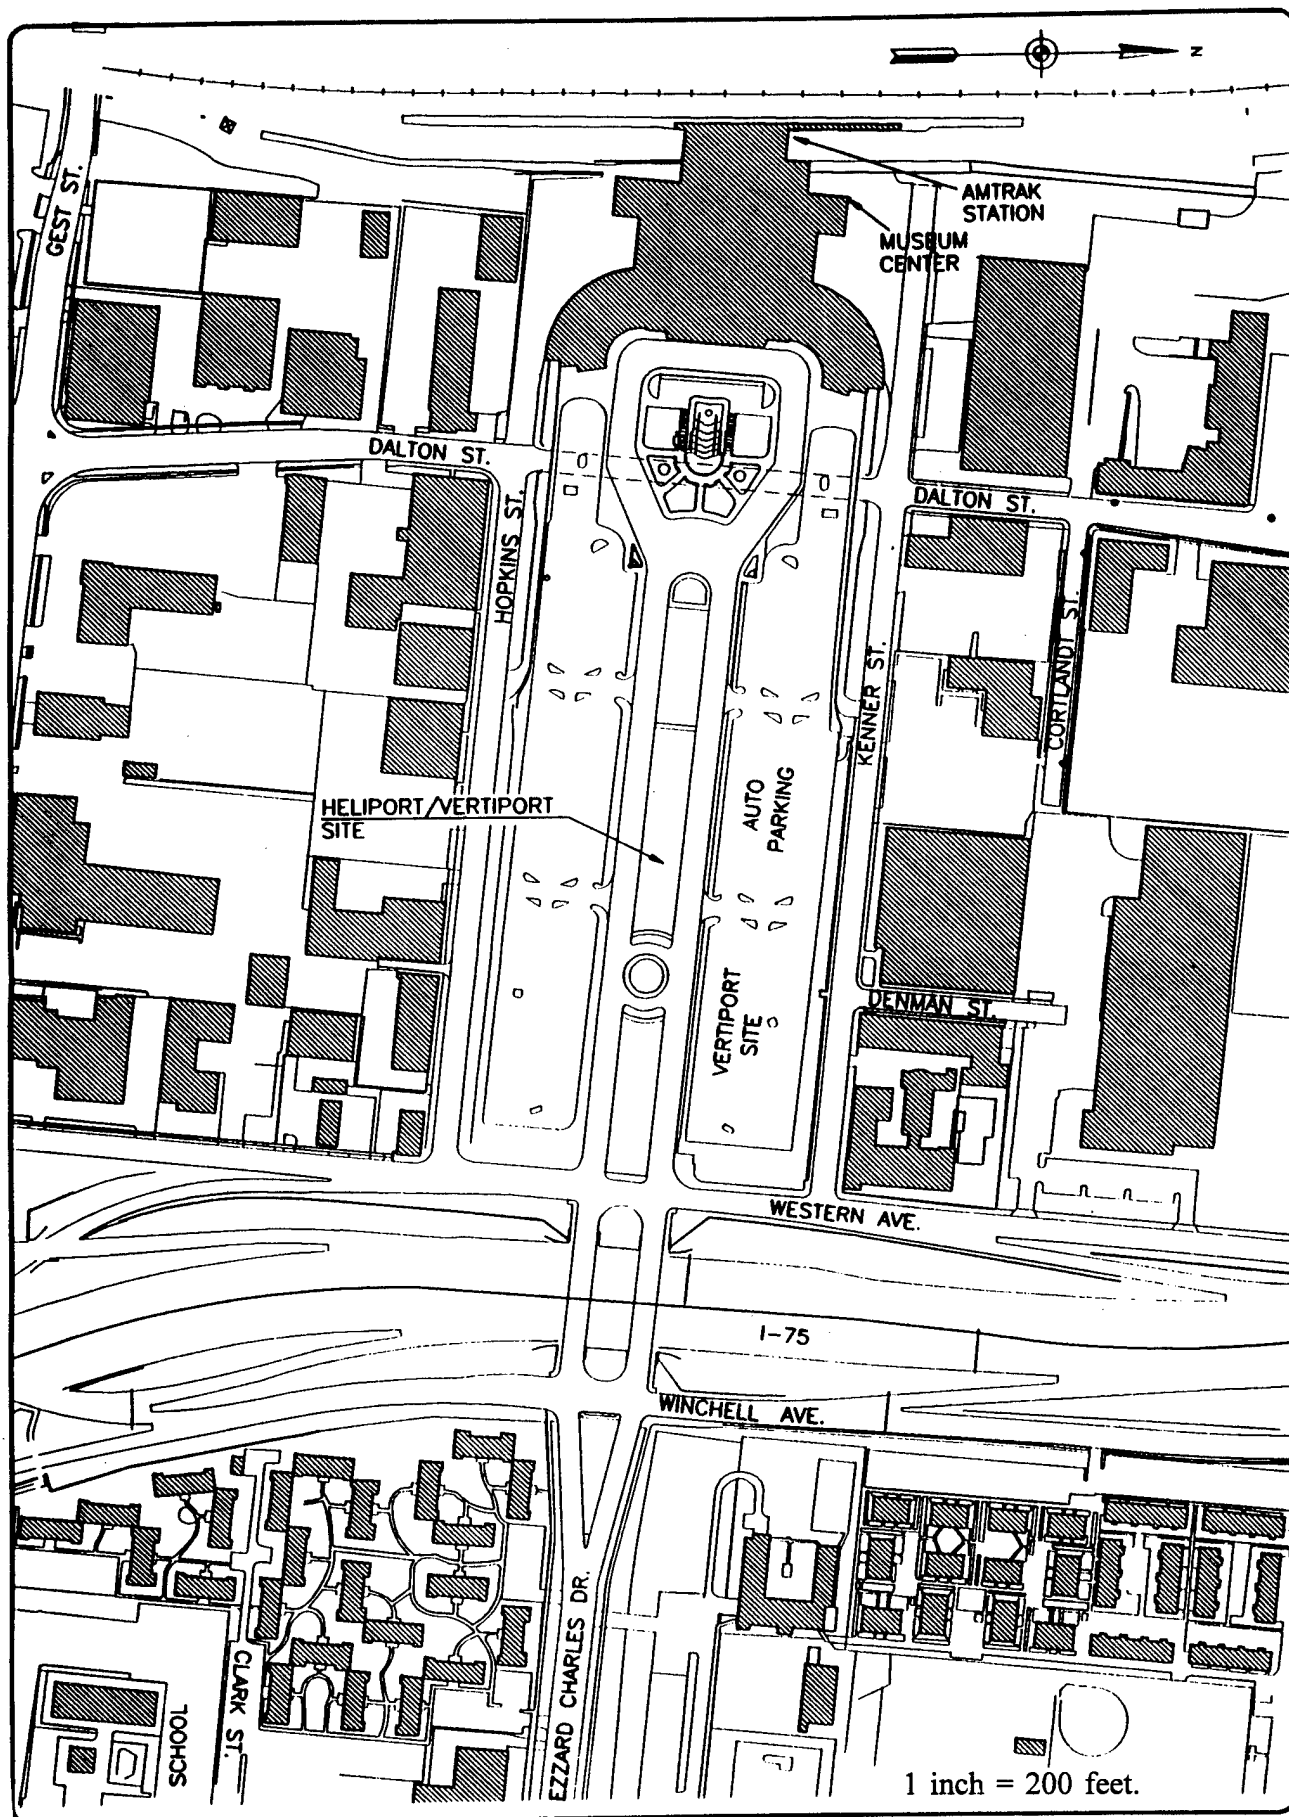 N
GEST ST.
AMTRAK
STATION
MUSEUM
CENTER
DALTON ST.
HOPKINS ST.
DALTON ST.
CORTLANDT ST.
KENNER ST.
HELIPORT/VERTIPORT
SITE
AUTO
PARKING
VERTIPORT
SITE
DENMAN ST.
WESTERN AVE.
I-75
WINCHELL AVE.
EZZARD CHARLES DR.
CLARK ST.
SCHOOL
1 inch = 200 feet.